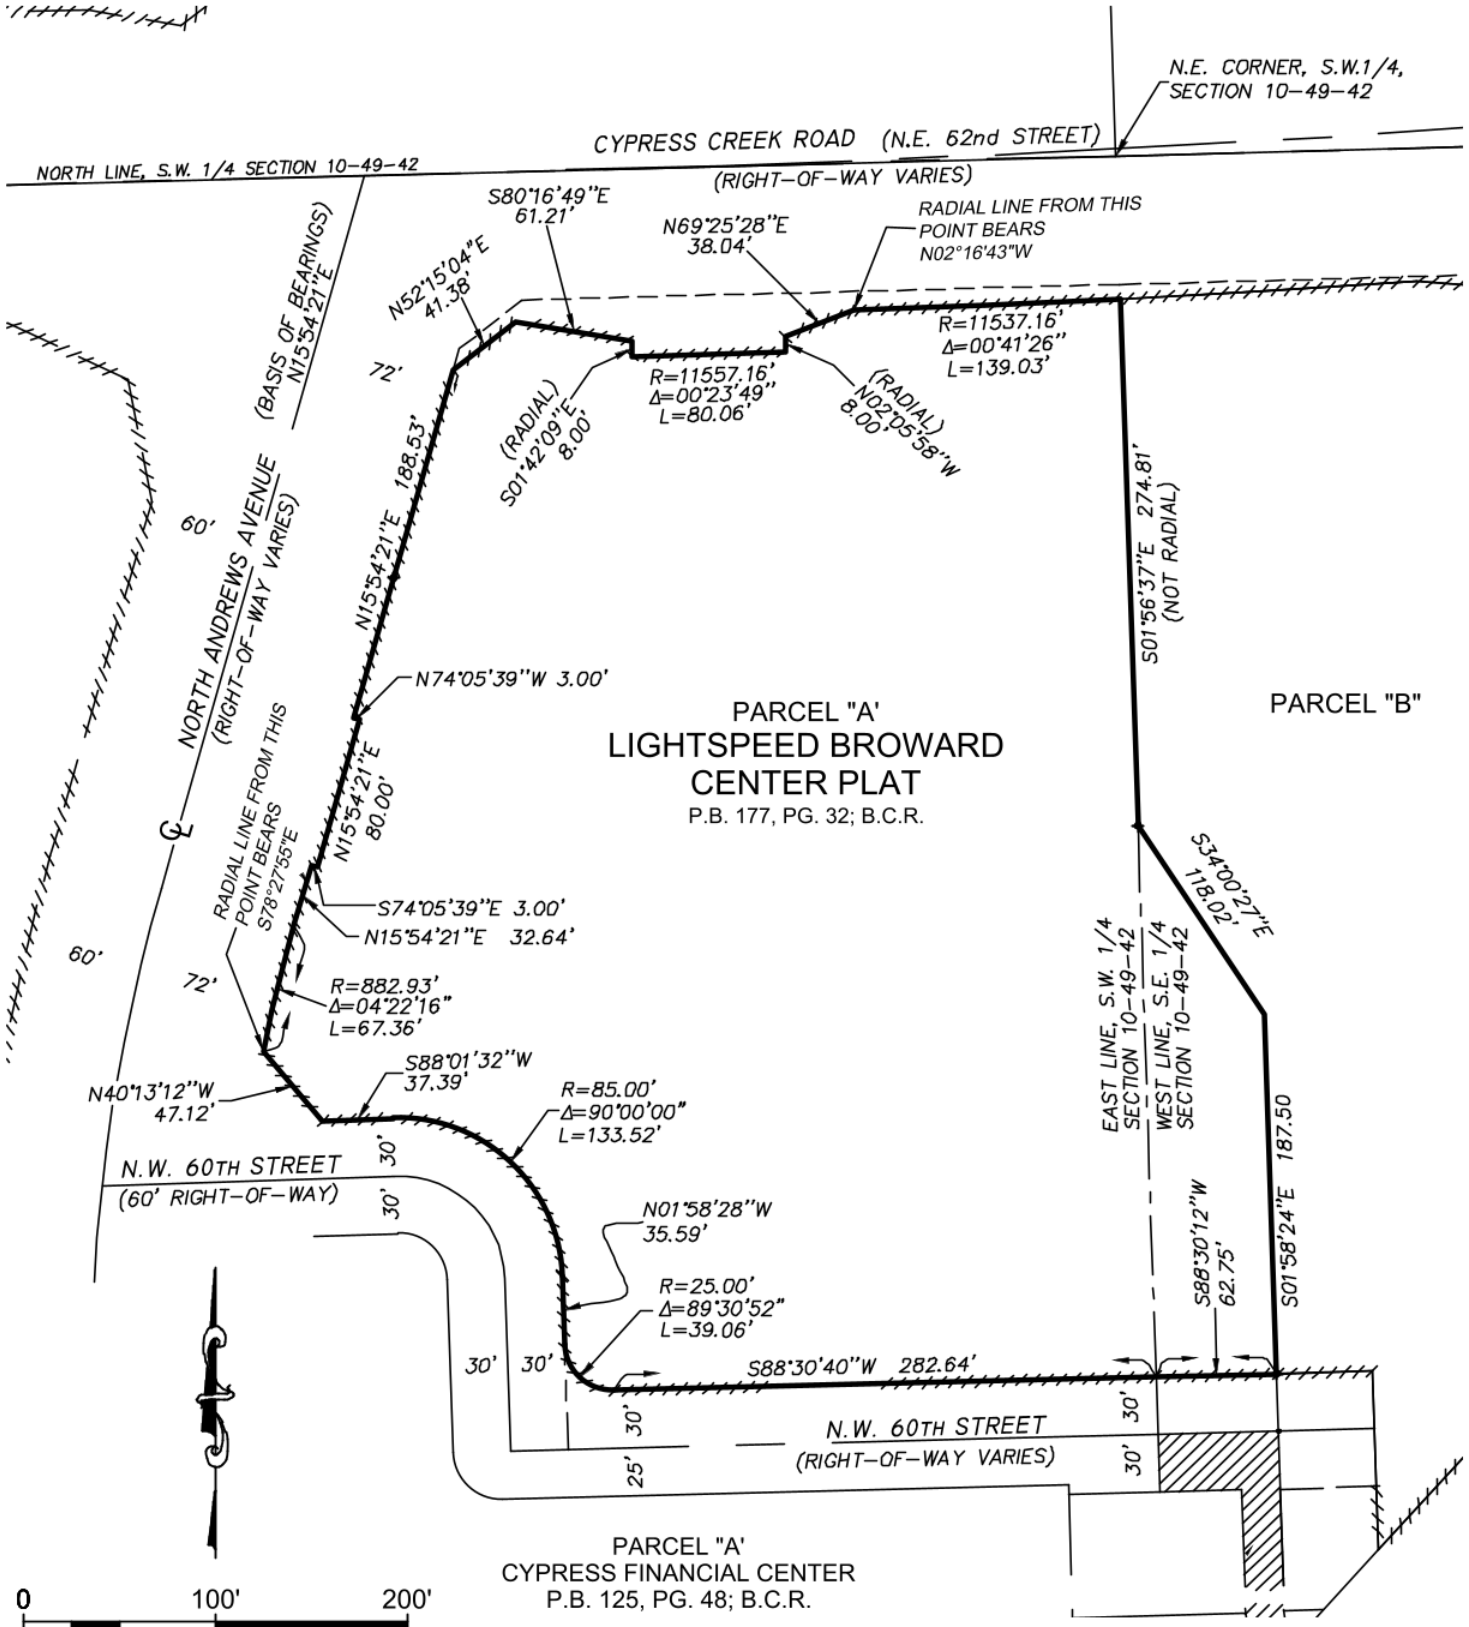 N.E. CORNER, S.W.1/4,
SECTION 10-49-42
CYPRESS CREEK ROAD (N.E. 62nd STREET)
NORTH LINE, S.W. 1/4 SECTION 10-49-42
(RIGHT-OF-WAY VARIES)
S80°16'49"E
61.21'
N69°25'28"E
38.04'
RADIAL LINE FROM THIS
POINT BEARS
N02°16'43"W
N52°15'04"E
41.38'
(BASIS OF BEARINGS)
N15°54'21"E
72'
R=11557.16'
Δ=00°23'49"
L=80.06'
R=11537.16'
Δ=00°41'26"
L=139.03'
(RADIAL)
S01°42'09"E
8.00'
(RADIAL)
N02°05'58"W
8.00'
N15°54'21"E 188.53'
S01°56'37"E 274.81'
(NOT RADIAL)
60'
NORTH ANDREWS AVENUE
(RIGHT-OF-WAY VARIES)
N74°05'39"W 3.00'
PARCEL "A'
LIGHTSPEED BROWARD
CENTER PLAT
P.B. 177, PG. 32; B.C.R.
PARCEL "B"
N15°54'21"E
80.00'
RADIAL LINE FROM THIS
POINT BEARS
S78°27'55"E
S74°05'39"E 3.00'
N15°54'21"E 32.64'
S34°00'27"E
118.02'
60'
72'
R=882.93'
Δ=04°22'16"
L=67.36'
EAST LINE, S.W. 1/4
SECTION 10-49-42
WEST LINE, S.E. 1/4
SECTION 10-49-42
N40°13'12"W
47.12'
S88°01'32"W
37.39'
R=85.00'
Δ=90°00'00"
L=133.52'
S01°58'24"E 187.50
N.W. 60TH STREET
(60' RIGHT-OF-WAY)
30'
30'
N01°58'28"W
35.59'
S88°30'12"W
62.75'
R=25.00'
Δ=89°30'52"
L=39.06'
30'
30'
S88°30'40"W 282.64'
30'
25'
N.W. 60TH STREET
(RIGHT-OF-WAY VARIES)
30'
30'
PARCEL "A'
CYPRESS FINANCIAL CENTER
P.B. 125, PG. 48; B.C.R.
0 100' 200'